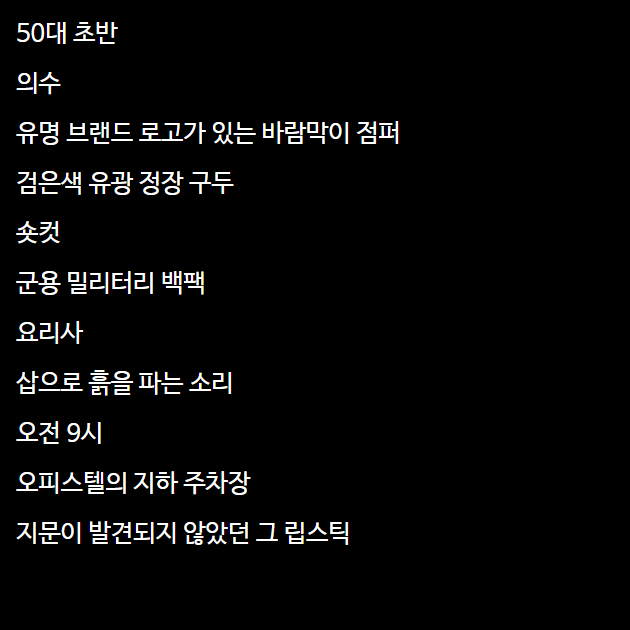 50대 초반
의수
유명 브랜드 로고가 있는 바람막이 점퍼
검은색 유광 정장 구두
숏컷
군용 밀리터리 백팩
요리사
삽으로 흙을 파는 소리
오전 9시
오피스텔의 지하 주차장
지문이 발견되지 않았던 그 립스틱